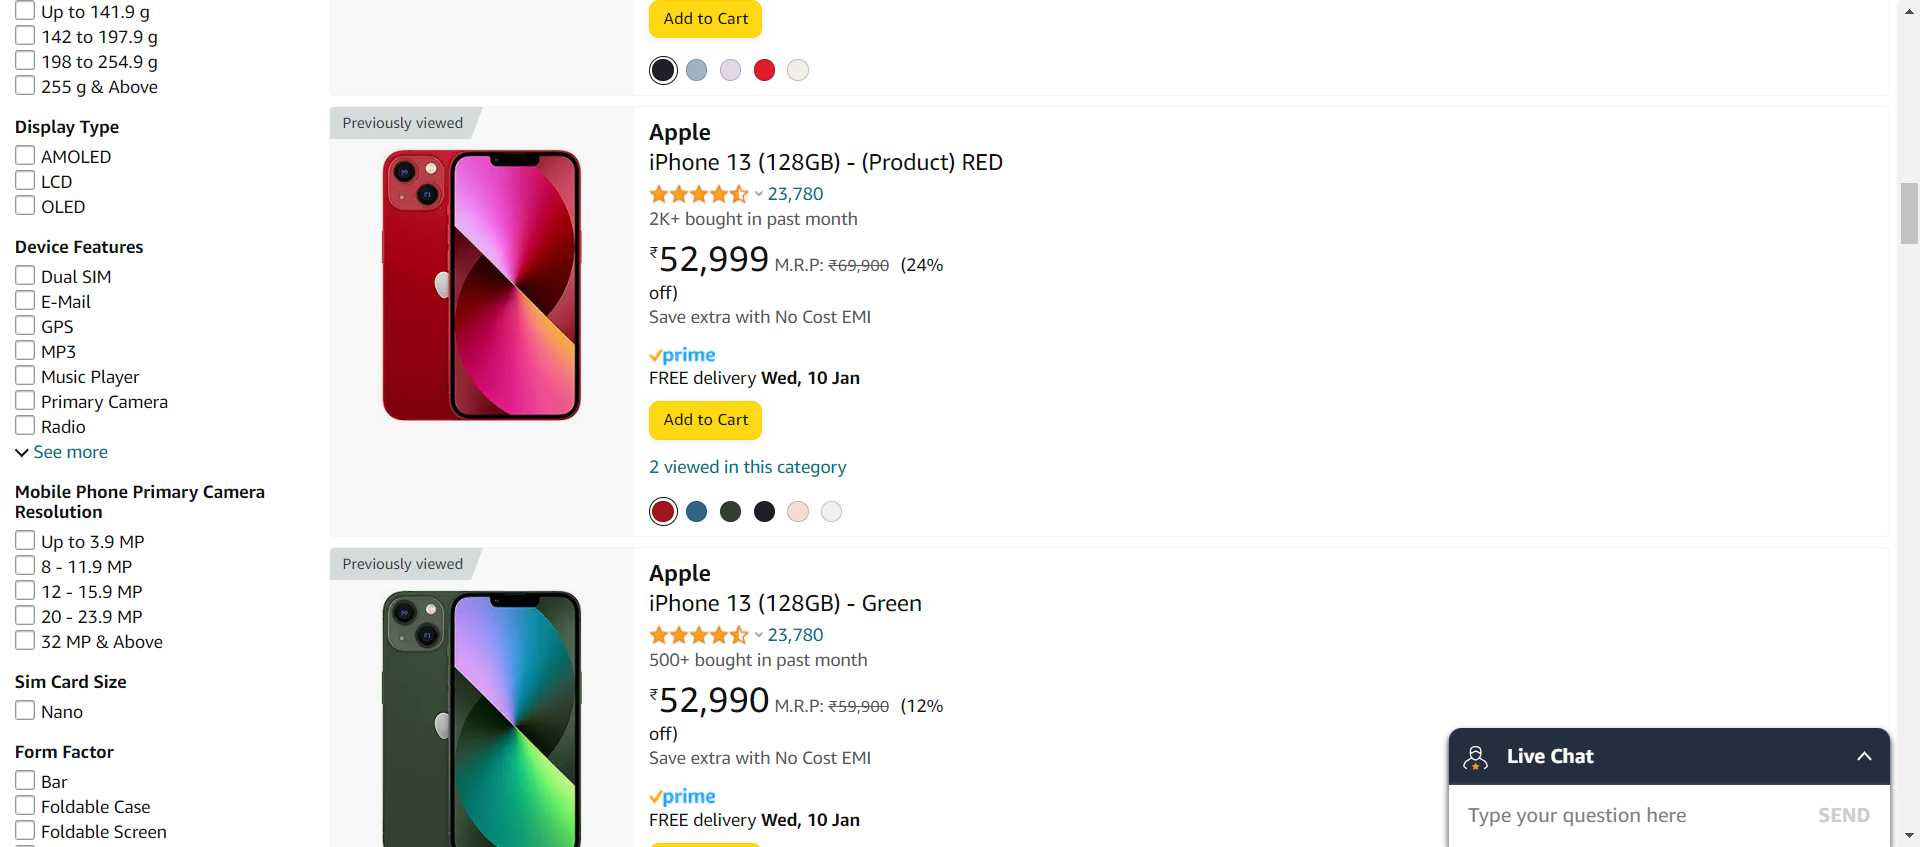 Up to 141.9 g
142 to 197.9 g
198 to 254.9 g
255 g & Above
Display Type
AMOLED
LCD
OLED
Device Features
Dual SIM
E-Mail
GPS
MP3
Music Player
Primary Camera
Radio
See more
Mobile Phone Primary Camera
Resolution
Up to 3.9 MP
8 - 11.9 MP
12 - 15.9 MP
20 - 23.9 MP
32 MP & Above
Sim Card Size
Nano
Form Factor
Bar
Foldable Case
Foldable Screen
Add to Cart
Previously viewed
Apple
iPhone 13 (128GB) - (Product) RED
23,780
2K+ bought in past month
₹52,999 M.R.P: ₹69,900 (24%
off)
Save extra with No Cost EMI
prime
FREE delivery Wed, 10 Jan
Add to Cart
2 viewed in this category
Previously viewed
Apple
iPhone 13 (128GB) - Green
23,780
500+ bought in past month
₹52,990 M.R.P: ₹59,900 (12%
off)
Save extra with No Cost EMI
prime
FREE delivery Wed, 10 Jan
Live Chat
Type your question here SEND